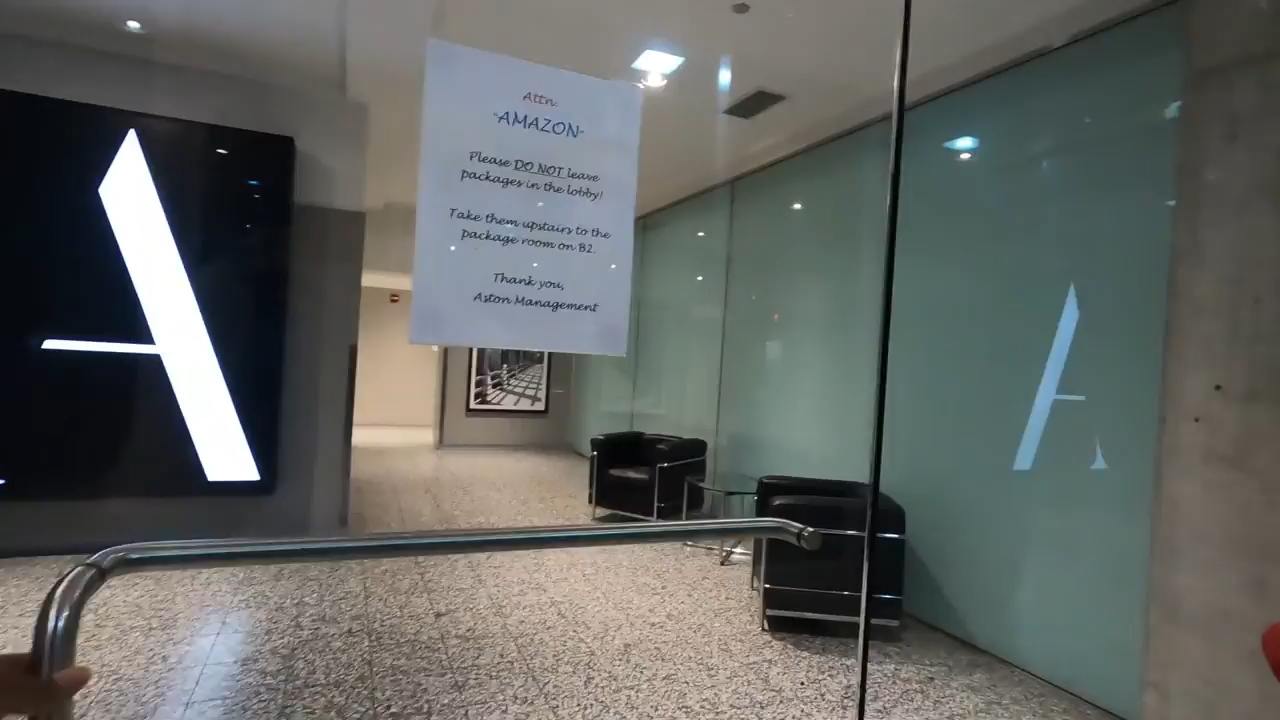 Attn:
-AMAZON-
Please DO NOT leave
packages in the lobby!
Take them upstairs to the
package room on B2.
Thank you,
Aston Management
A
A